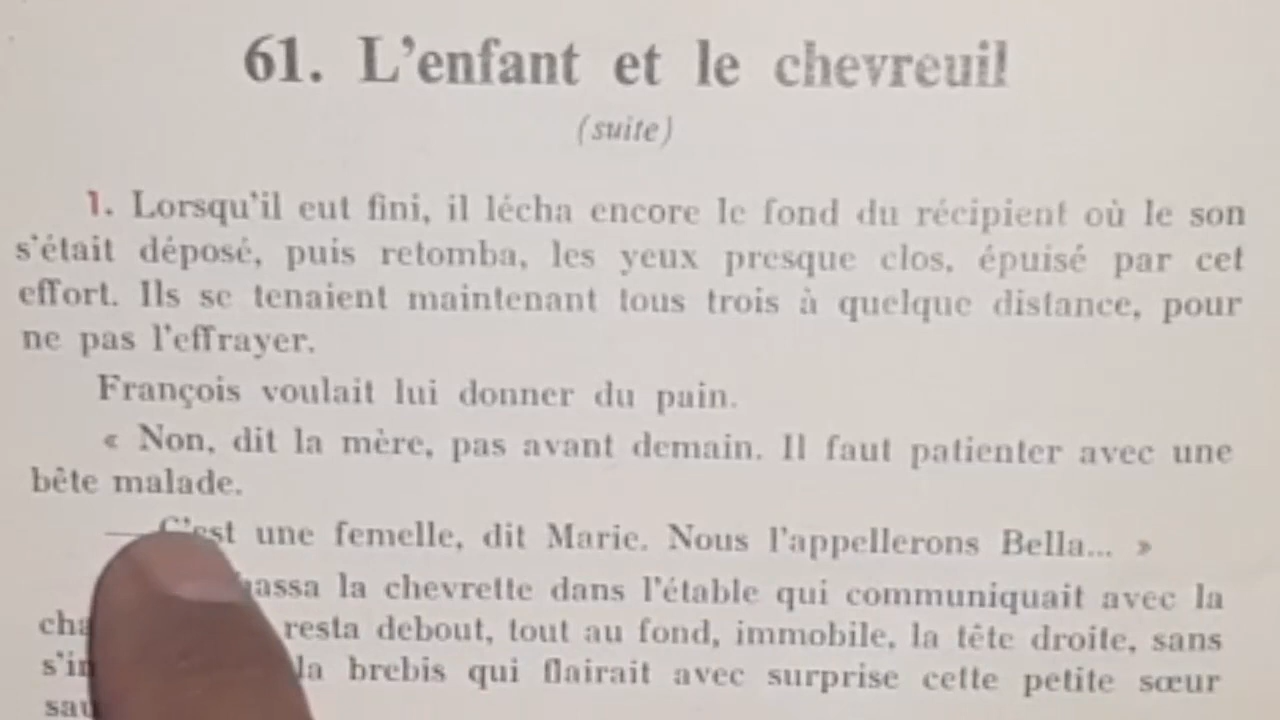 61. L'enfant et le chevreuil
(suite)
1. Lorsqu'il eut fini, il lécha encore le fond du récipient où le son
s'était déposé, puis retomba, les yeux presque clos, épuisé par cet
effort. Ils se tenaient maintenant tous trois à quelque distance, pour
ne pas l'effrayer.
François voulait lui donner du pain.
« Non, dit la mère, pas avant demain. Il faut patienter avec une
bête malade.
— C'est une femelle, dit Marie. Nous l'appellerons Bella... »
la chevrette dans l'étable qui communiquait avec la
resta debout, tout au fond, immobile, la tête droite, sans
la brebis qui flairait avec surprise cette petite sœur